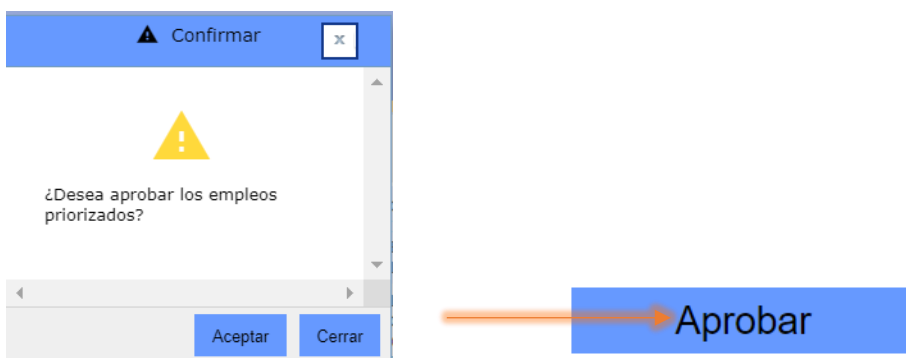 Confirmar
x
¿Desea aprobar los empleos
priorizados?
Aceptar
Cerrar
Aprobar